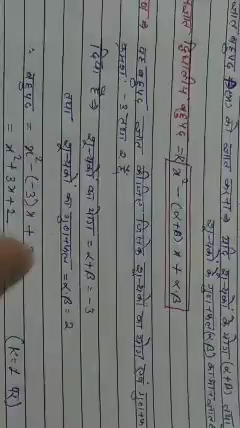 ज्ञात बहुपद f(x) को ज्ञात करना यदि शून्यकों के योग (α+β) तथा
शून्यकों के गुणनफल (αβ) का मान ज्ञात
द्विघाती बहुपद = K[x² - (α+β)x + αβ]
वह बहुपद ज्ञात कीजिए जिसके शून्यकों का योग एवं
क्रमशः -3 तथा 2 हैं
दिया है → शून्यकों का योग = α+β = -3
तथा शून्यकों का गुणनफल = αβ = 2
∴ बहुपद = x² - (-3)x +
= x² + 3x + 2 (K=1 पर)